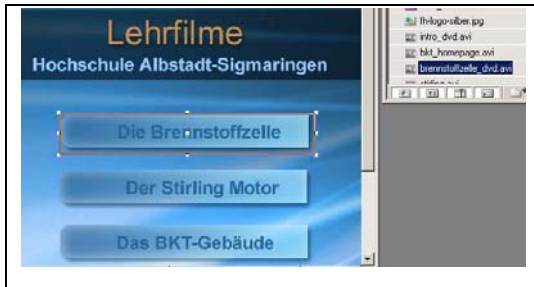 Lehrfilme
Hochschule Albstadt-Sigmaringen
Die Brennstoffzelle
Der Stirling Motor
Das BKT-Gebäude
lh-logo-silber.jpg
intro_dvd.avi
bkt_homepage.avi
brennstoffzelle_dvd.avi